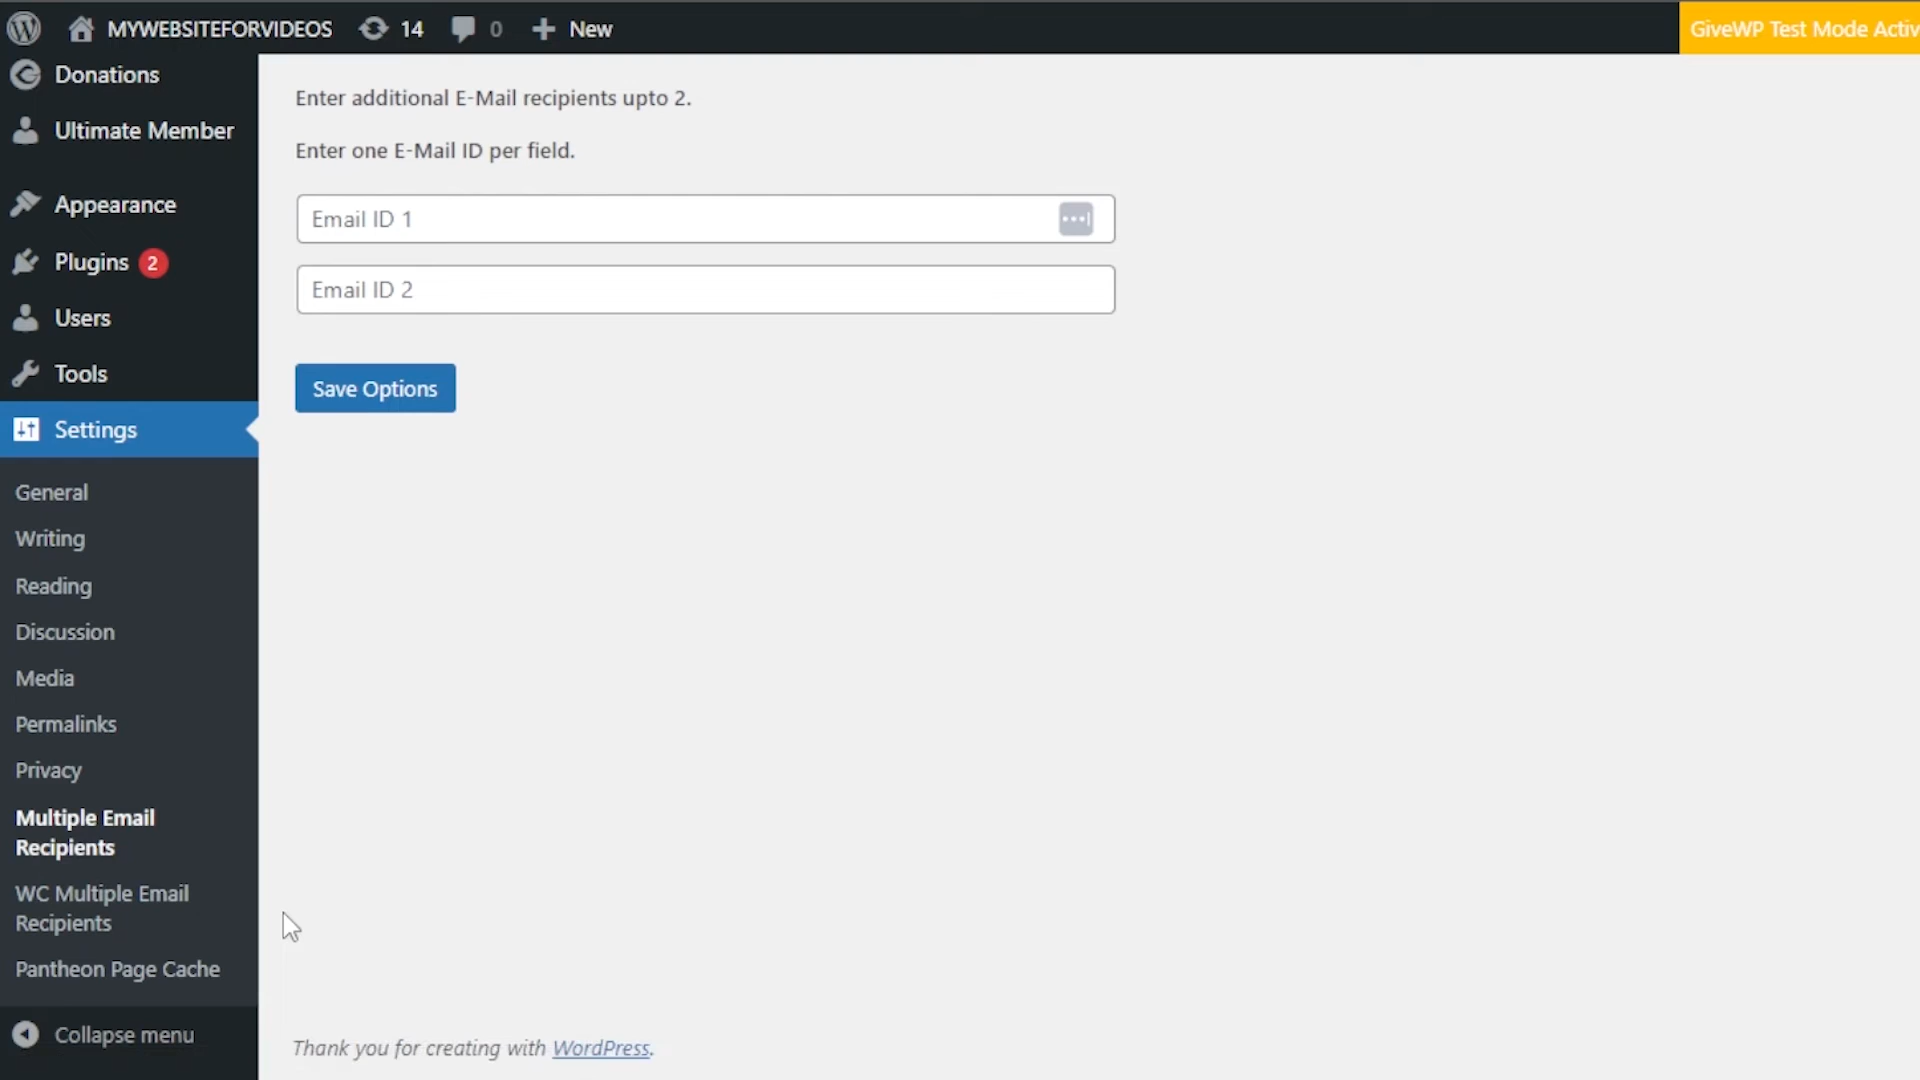 MYWEBSITEFORVIDEOS 14 0 New GiveWP Test Mode Activ
Donations
Ultimate Member
Appearance
Plugins 2
Users
Tools
Settings
General
Writing
Reading
Discussion
Media
Permalinks
Privacy
Multiple Email
Recipients
WC Multiple Email
Recipients
Pantheon Page Cache
Collapse menu
Enter additional E-Mail recipients upto 2.
Enter one E-Mail ID per field.
Email ID 1
Email ID 2
Save Options
Thank you for creating with WordPress.